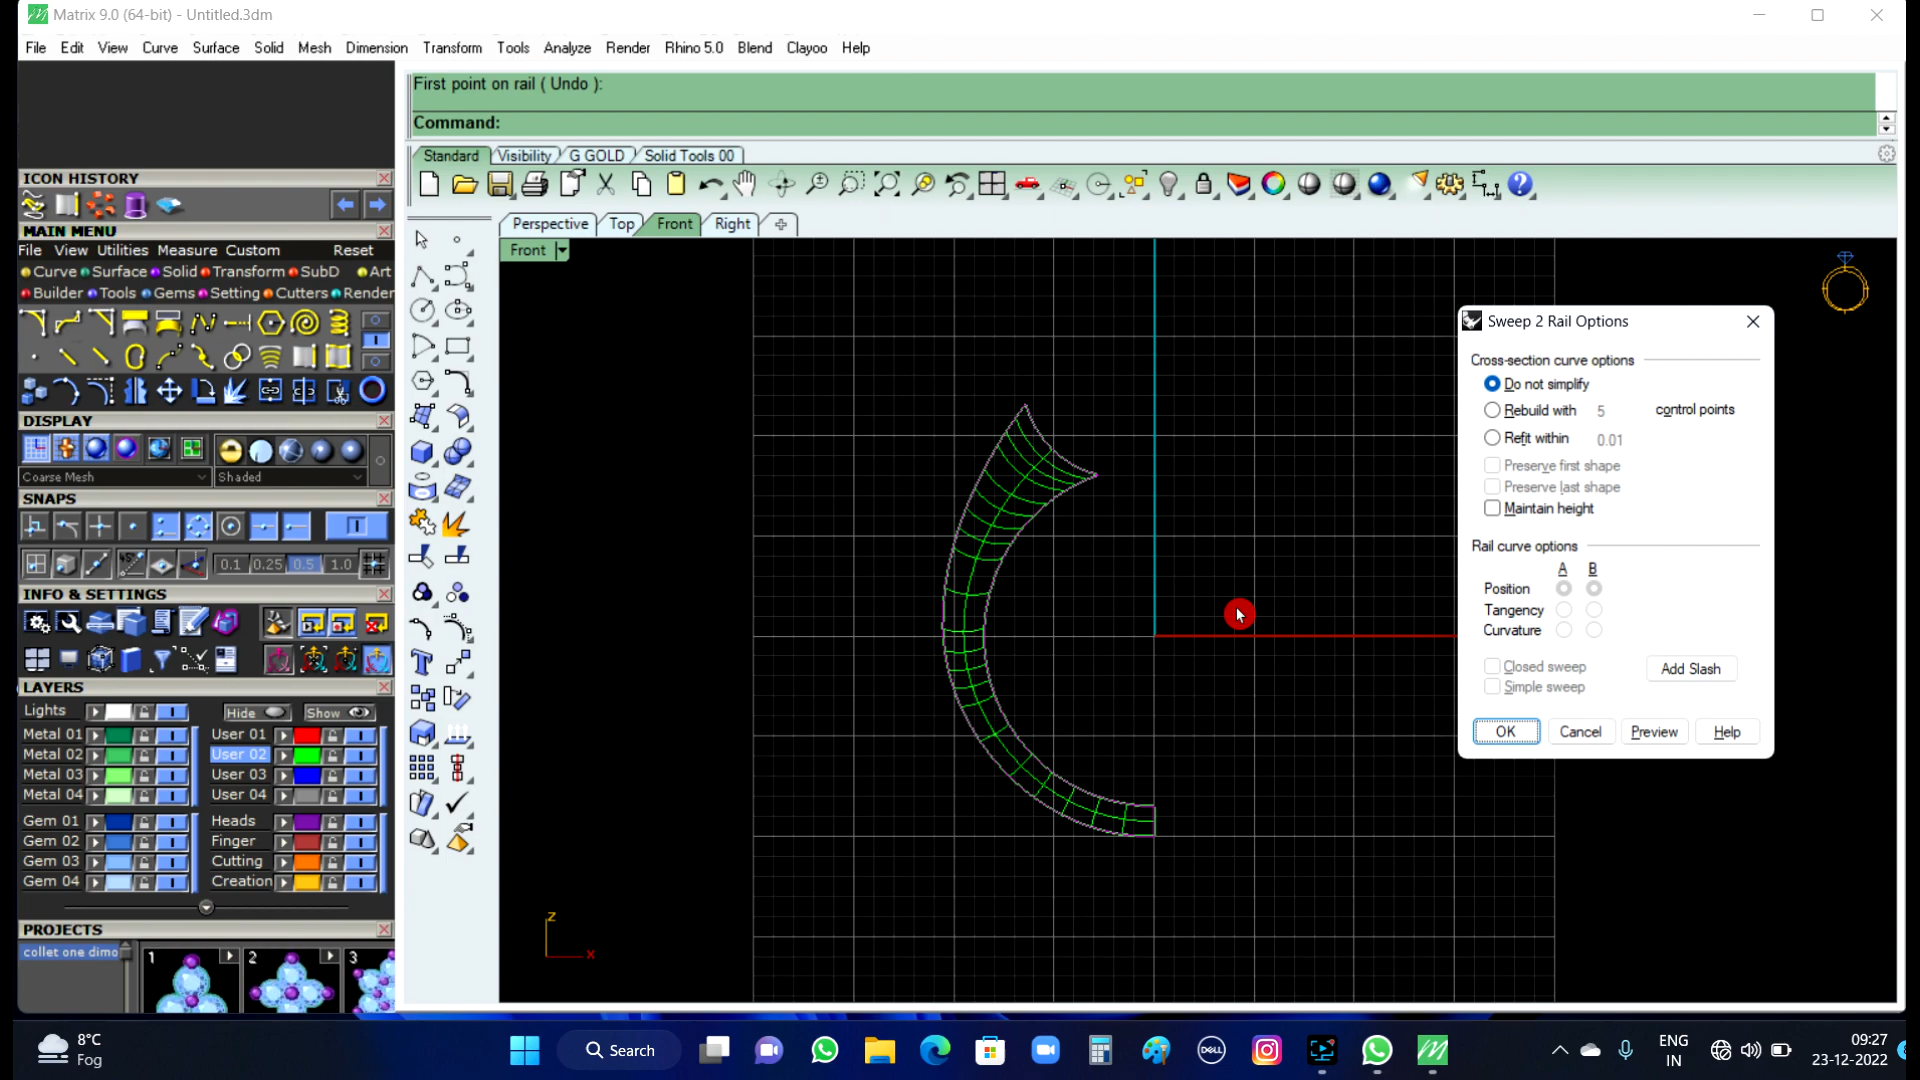 Matrix 9.0 (64-bit) - Untitled.3dm
File Edit View Curve Surface Solid Mesh Dimension Transform Tools Analyze Render Rhino 5.0 Blend Clayoo Help
First point on rail ( Undo ):
Command:
Standard Visibility G GOLD Solid Tools 00
ICON HISTORY
MAIN MENU
File View Utilities Measure Custom Reset
Curve Surface Solid Transform SubD Art
Builder Tools Gems Setting Cutters Render
DISPLAY
Coarse Mesh Shaded
SNAPS
0.1 0.25 0.5 1.0
INFO & SETTINGS
LAYERS
Lights Hide Show
Metal 01 User 01
Metal 02 User 02
Metal 03 User 03
Metal 04 User 04
Gem 01 Heads
Gem 02 Finger
Gem 03 Cutting
Gem 04 Creation
PROJECTS
collet one dimo
1 2 3
Perspective Top Front Right
Front
z
x
Sweep 2 Rail Options
Cross-section curve options
Do not simplify
Rebuild with 5 control points
Refit within 0.01
Preserve first shape
Preserve last shape
Maintain height
Rail curve options
A B
Position
Tangency
Curvature
Closed sweep
Add Slash
Simple sweep
OK Cancel Preview Help
8°C
Fog
Search
DELL
ENG
IN
09:27
23-12-2022